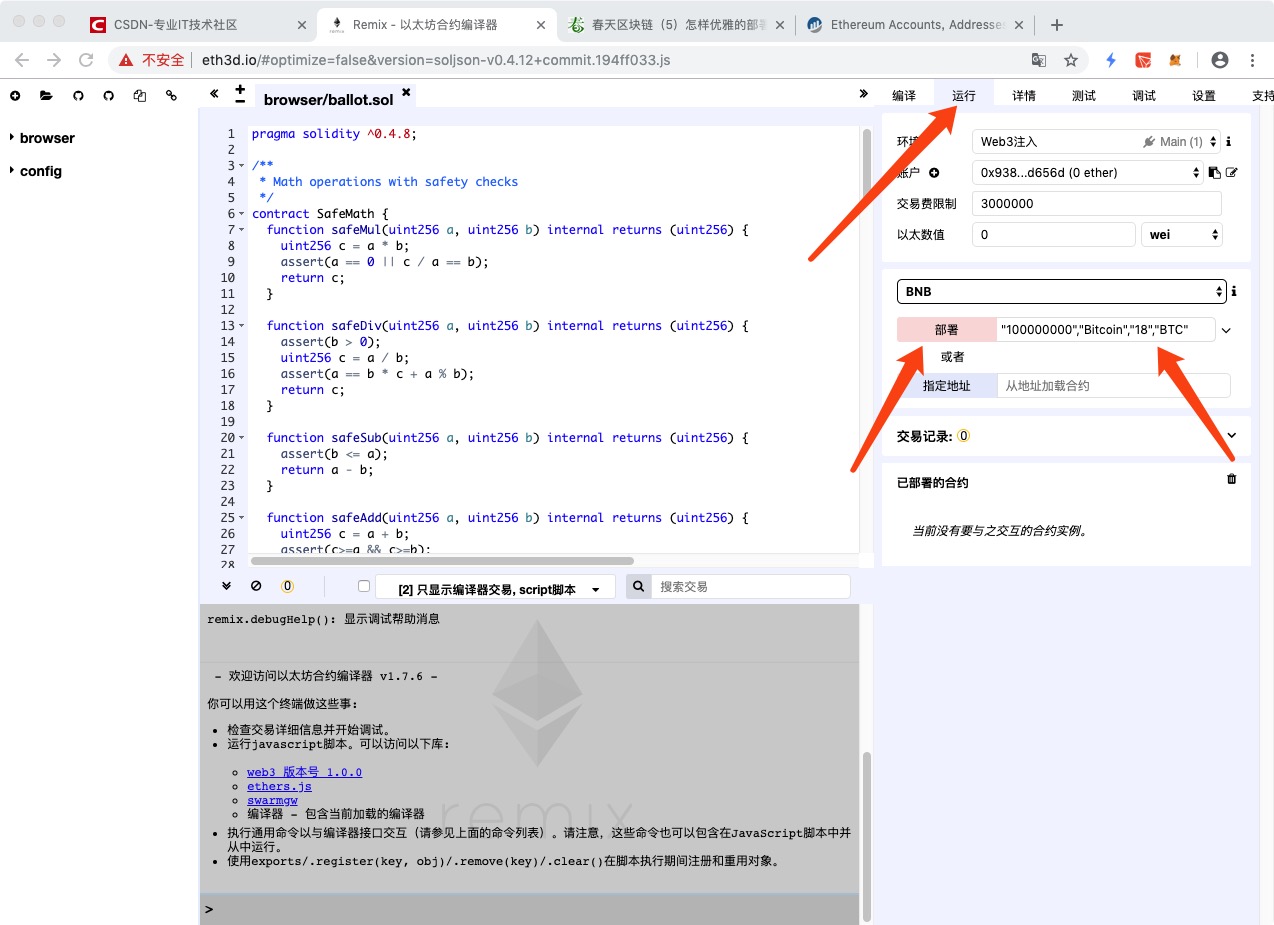 CSDN-专业IT技术社区
Remix - 以太坊合约编译器
春天区块链（5）怎样优雅的部署
Ethereum Accounts, Addresses
不安全
eth3d.io/#optimize=false&version=soljson-v0.4.12+commit.194ff033.js
browser
config
browser/ballot.sol
1 pragma solidity ^0.4.8;
2
3 /**
4 * Math operations with safety checks
5 */
6 contract SafeMath {
7 function safeMul(uint256 a, uint256 b) internal returns (uint256) {
8 uint256 c = a * b;
9 assert(a == 0 || c / a == b);
10 return c;
11 }
12
13 function safeDiv(uint256 a, uint256 b) internal returns (uint256) {
14 assert(b > 0);
15 uint256 c = a / b;
16 assert(a == b * c + a % b);
17 return c;
18 }
19
20 function safeSub(uint256 a, uint256 b) internal returns (uint256) {
21 assert(b <= a);
22 return a - b;
23 }
24
25 function safeAdd(uint256 a, uint256 b) internal returns (uint256) {
26 uint256 c = a + b;
27 assert(c>=a && c>=b);
28
0
[2] 只显示编译器交易, script脚本
搜索交易
remix.debugHelp(): 显示调试帮助消息
- 欢迎访问以太坊合约编译器 v1.7.6 -
你可以用这个终端做这些事:
检查交易详细信息并开始调试。
运行javascript脚本。可以访问以下库:
web3 版本号 1.0.0
ethers.js
swarmgw
编译器 - 包含当前加载的编译器
执行通用命令以与编译器接口交互（请参见上面的命令列表）。请注意，这些命令也可以包含在JavaScript脚本中并
从中运行。
使用exports/.register(key, obj)/.remove(key)/.clear()在脚本执行期间注册和重用对象。
remix
>
编译 运行 详情 测试 调试 设置 支持
环境 Web3注入 Main (1)
账户 0x938...d656d (0 ether)
交易费限制 3000000
以太数值 0 wei
BNB
部署 "100000000","Bitcoin","18","BTC"
或者
指定地址 从地址加载合约
交易记录: 0
已部署的合约
当前没有要与之交互的合约实例。